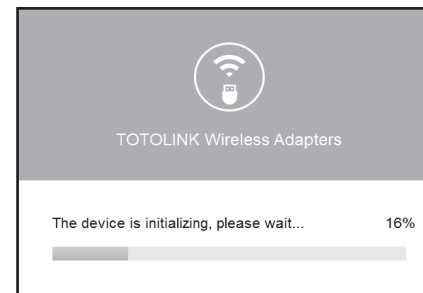 TOTOLINK Wireless Adapters
The device is initializing, please wait... 16%